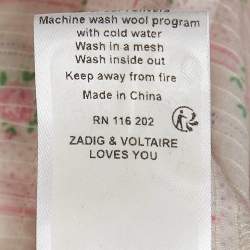 Machine wash wool program
with cold water
Wash in a mesh
Wash inside out
Keep away from fire
Made in China
RN 116 202
ZADIG & VOLTAIRE
LOVES YOU